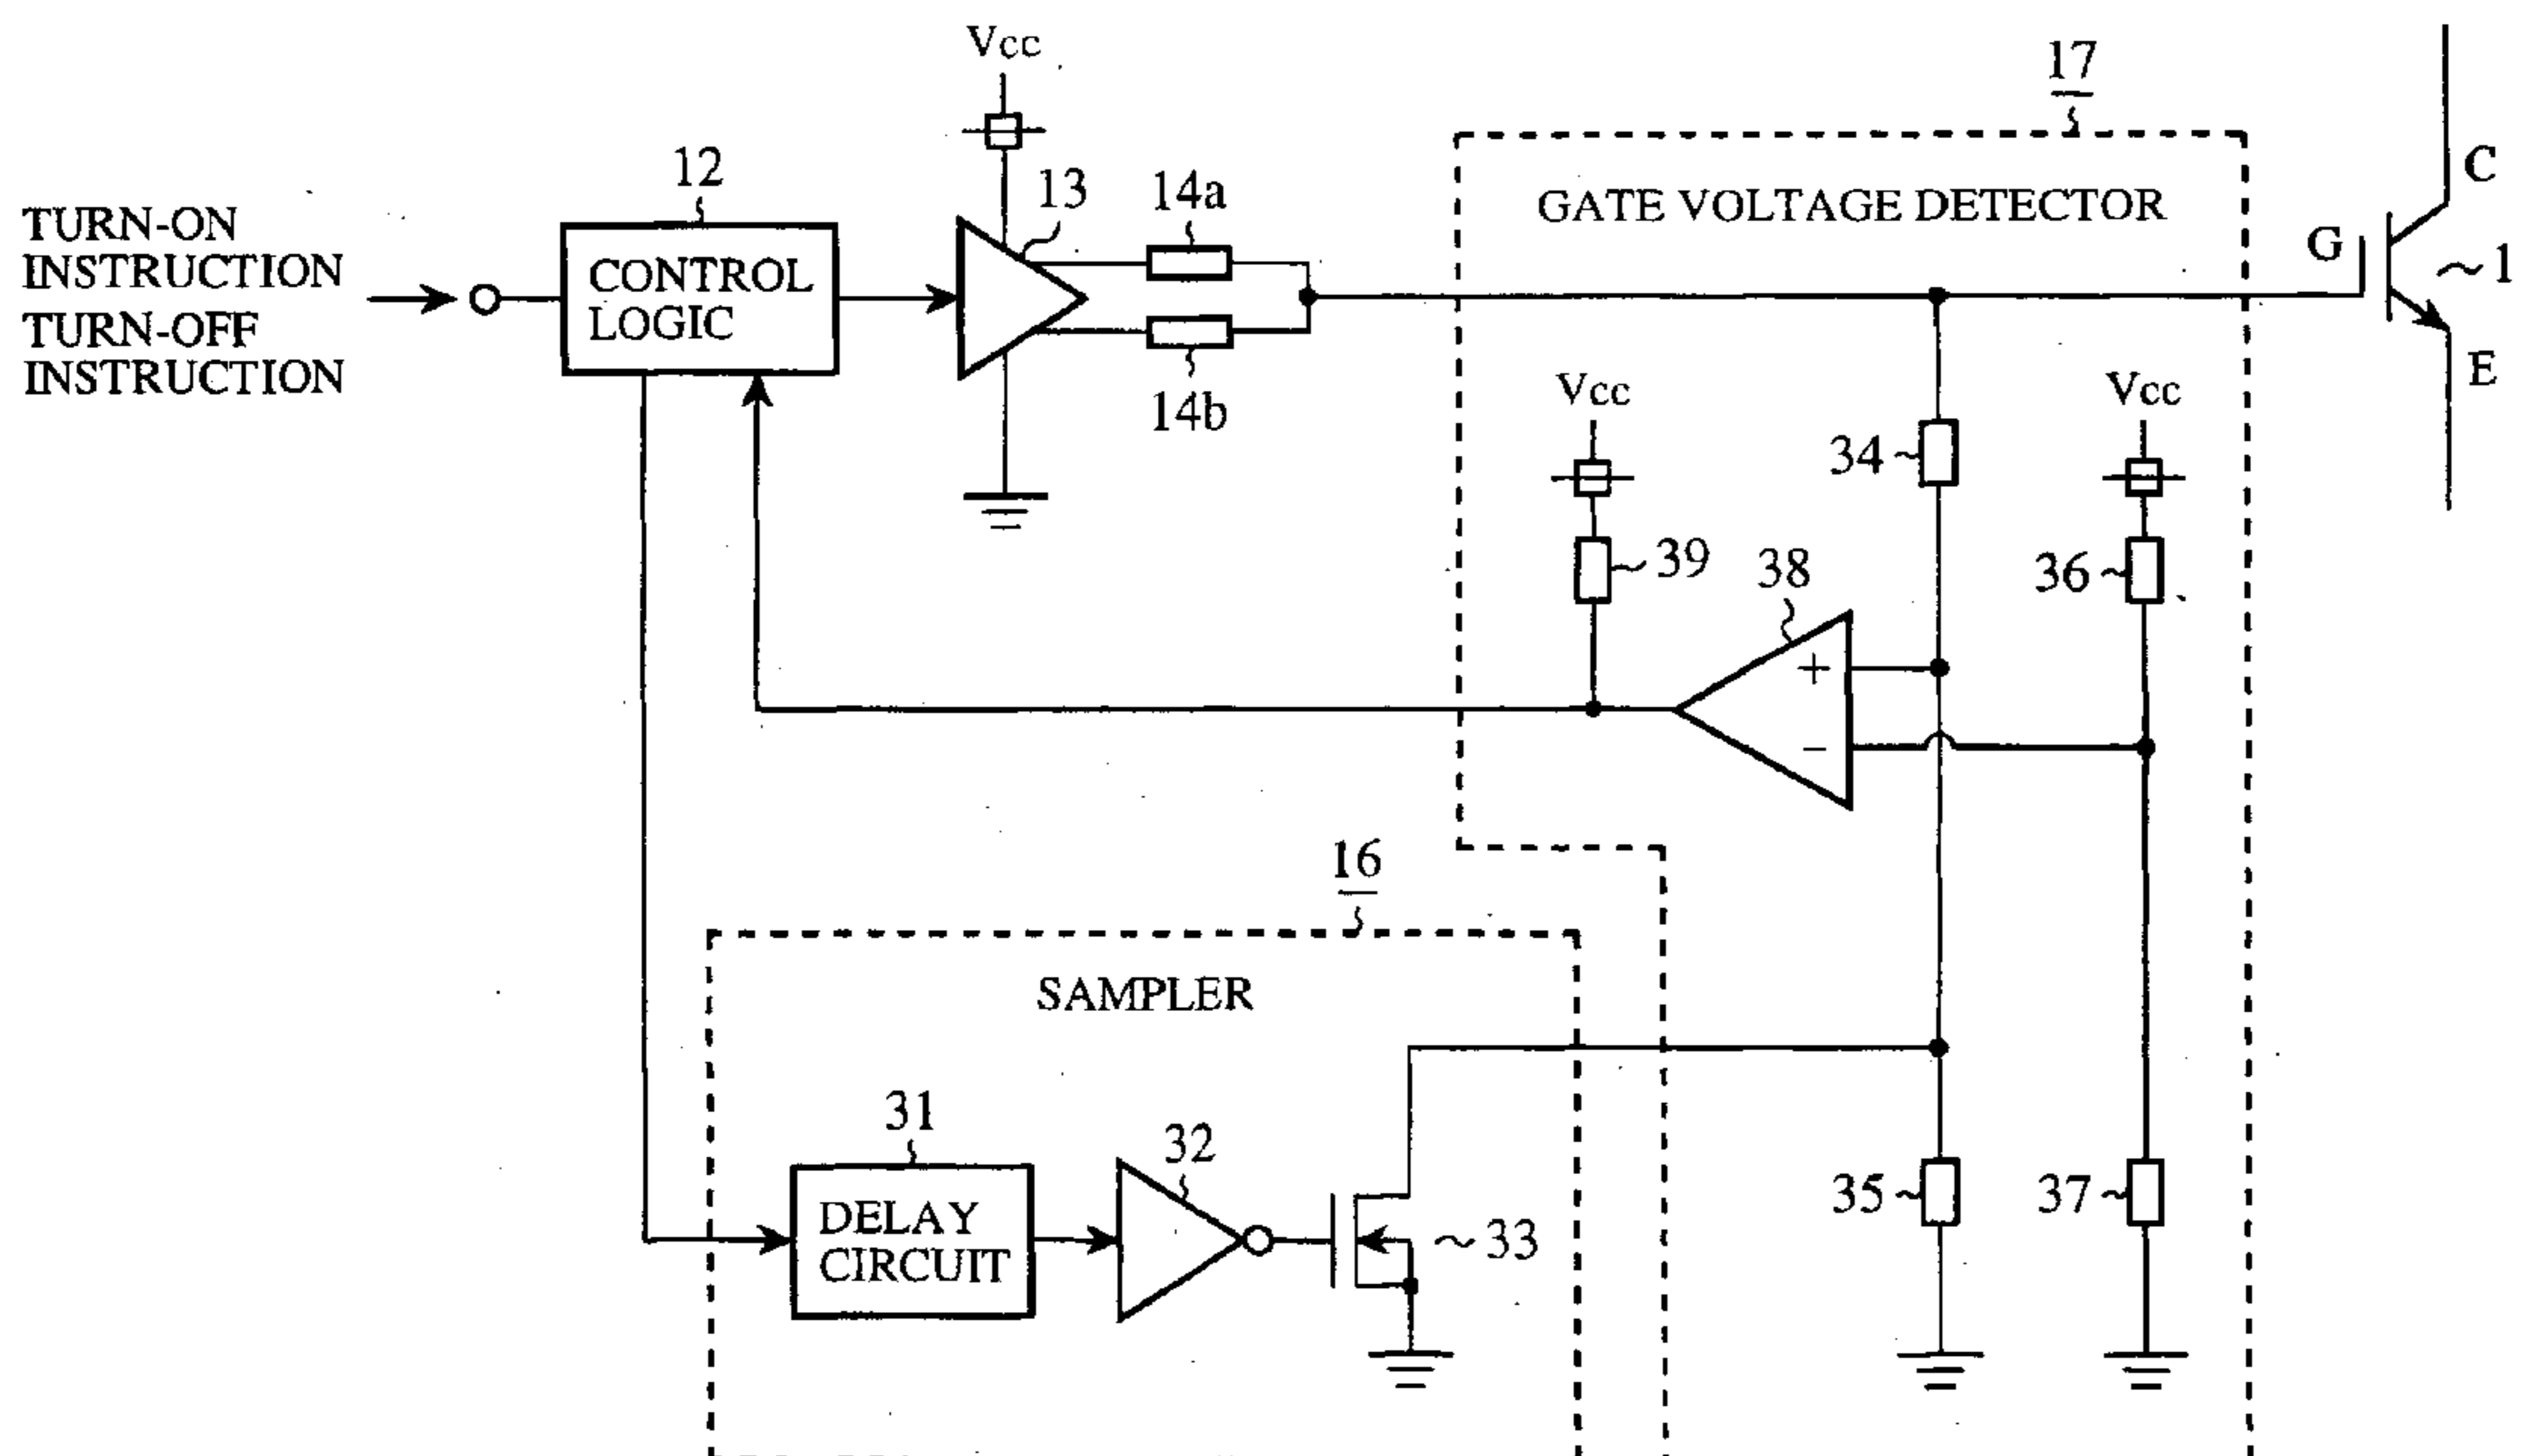 Vcc
17
12
13
14a
C
TURN-ON
INSTRUCTION
TURN-OFF
INSTRUCTION
CONTROL
LOGIC
GATE VOLTAGE DETECTOR
G
1
14b
E
Vcc
Vcc
34
39
38
36
+
−
16
SAMPLER
31
32
DELAY
CIRCUIT
33
35
37